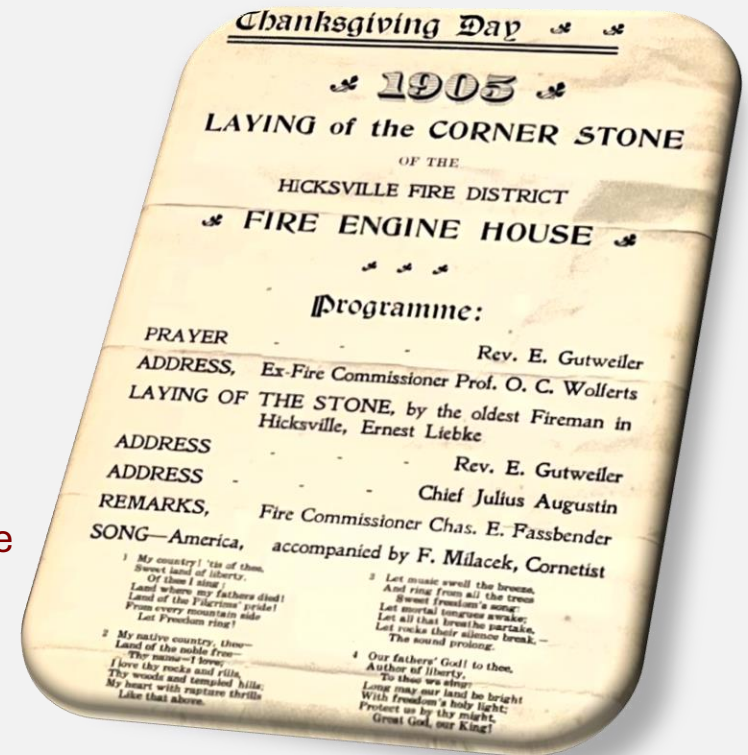 Thanksgiving Day
1905
LAYING of the CORNER STONE
OF THE
HICKSVILLE FIRE DISTRICT
FIRE ENGINE HOUSE
Programme:
PRAYER - - - Rev. E. Gutweiler
ADDRESS, Ex-Fire Commissioner Prof. O. C. Wolferts
LAYING OF THE STONE, by the oldest Fireman in
Hicksville, Ernest Liebke
ADDRESS - - - Rev. E. Gutweiler
ADDRESS - - - Chief Julius Augustin
REMARKS, Fire Commissioner Chas. E. Fassbender
SONG—America, accompanied by F. Milacek, Cornetist
1 My country! 'tis of thee,
Sweet land of liberty,
Of thee I sing;
Land where my fathers died!
Land of the Pilgrims' pride!
From every mountain side
Let Freedom ring!
2 My native country, thee—
Land of the noble free—
Thy name—I love;
I love thy rocks and rills,
Thy woods and templed hills;
My heart with rapture thrills
Like that above.
3 Let music swell the breeze,
And ring from all the trees
Sweet freedom's song:
Let mortal tongues awake;
Let all that breathe partake,
Let rocks their silence break,—
The sound prolong.
4 Our fathers' God! to thee,
Author of liberty,
To thee we sing:
Long may our land be bright
With freedom's holy light;
Protect us by thy might,
Great God, our King!
e